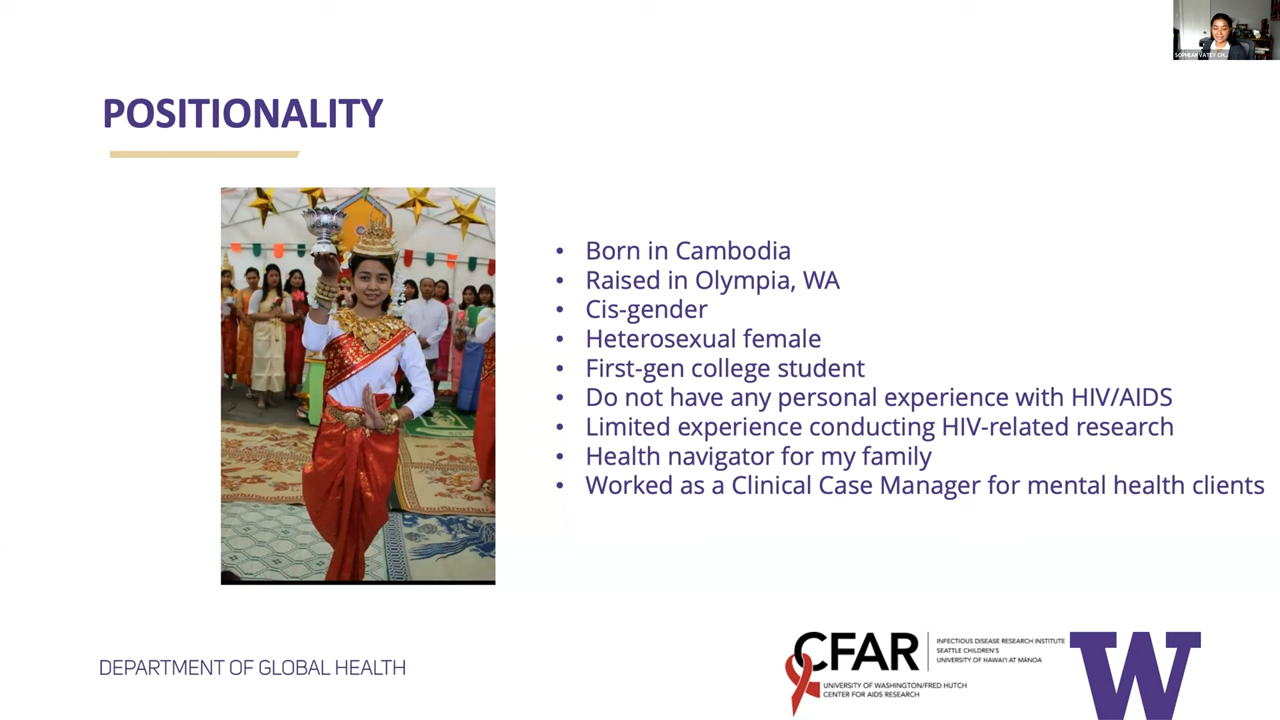 SOPHEAR VATEY CH...
POSITIONALITY
• Born in Cambodia
• Raised in Olympia, WA
• Cis-gender
• Heterosexual female
• First-gen college student
• Do not have any personal experience with HIV/AIDS
• Limited experience conducting HIV-related research
• Health navigator for my family
• Worked as a Clinical Case Manager for mental health clients
DEPARTMENT OF GLOBAL HEALTH
CFAR
INFECTIOUS DISEASE RESEARCH INSTITUTE
SEATTLE CHILDREN'S
UNIVERSITY OF HAWAI'I AT MĀNOA
UNIVERSITY OF WASHINGTON/FRED HUTCH
CENTER FOR AIDS RESEARCH
W